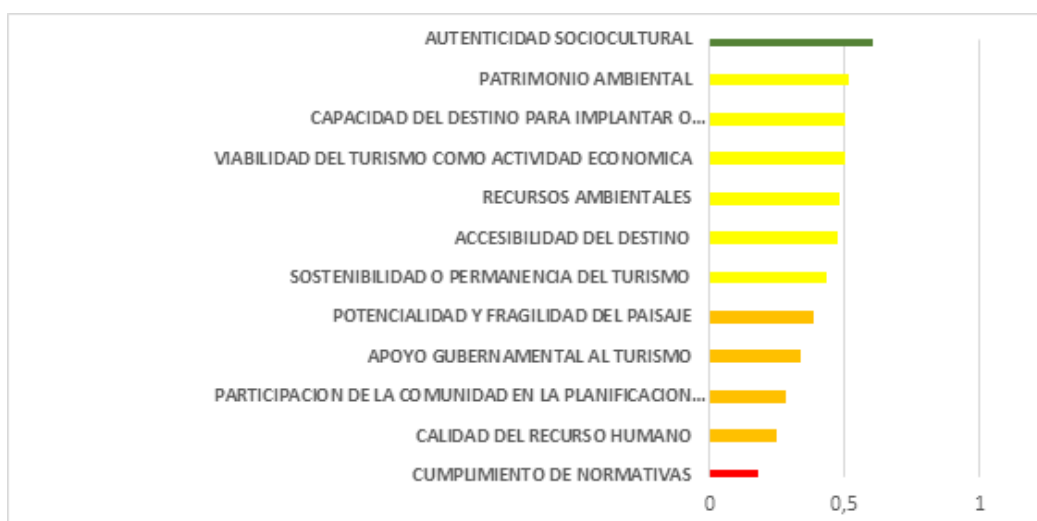 AUTENTICIDAD SOCIOCULTURAL
PATRIMONIO AMBIENTAL
CAPACIDAD DEL DESTINO PARA IMPLANTAR O...
VIABILIDAD DEL TURISMO COMO ACTIVIDAD ECONOMICA
RECURSOS AMBIENTALES
ACCESIBILIDAD DEL DESTINO
SOSTENIBILIDAD O PERMANENCIA DEL TURISMO
POTENCIALIDAD Y FRAGILIDAD DEL PAISAJE
APOYO GUBERNAMENTAL AL TURISMO
PARTICIPACION DE LA COMUNIDAD EN LA PLANIFICACION...
CALIDAD DEL RECURSO HUMANO
CUMPLIMIENTO DE NORMATIVAS
0 0,5 1